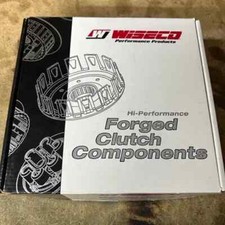 W WISECO
Performance Products
Hi-Performance
Forged
Clutch
Components